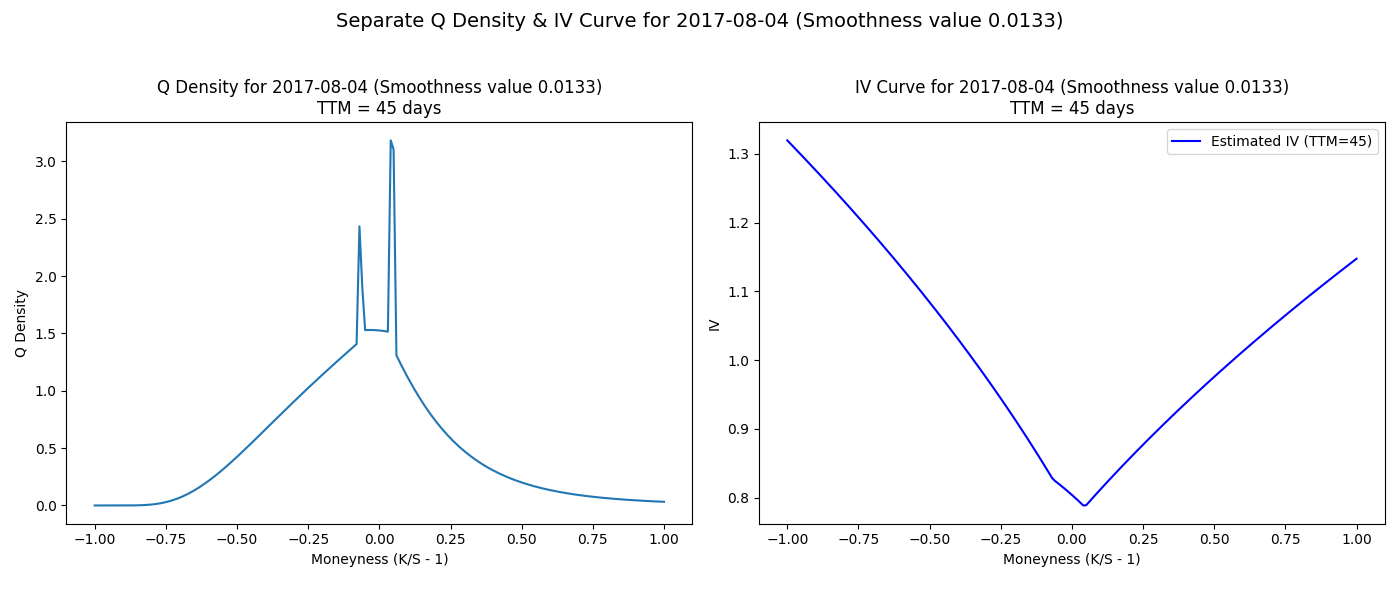 Separate Q Density & IV Curve for 2017-08-04 (Smoothness value 0.0133)
Q Density for 2017-08-04 (Smoothness value 0.0133)
TTM = 45 days
Q Density
3.0
2.5
2.0
1.5
1.0
0.5
0.0
−1.00 −0.75 −0.50 −0.25 0.00 0.25 0.50 0.75 1.00
Moneyness (K/S - 1)
IV Curve for 2017-08-04 (Smoothness value 0.0133)
TTM = 45 days
Estimated IV (TTM=45)
IV
1.3
1.2
1.1
1.0
0.9
0.8
−1.00 −0.75 −0.50 −0.25 0.00 0.25 0.50 0.75 1.00
Moneyness (K/S - 1)